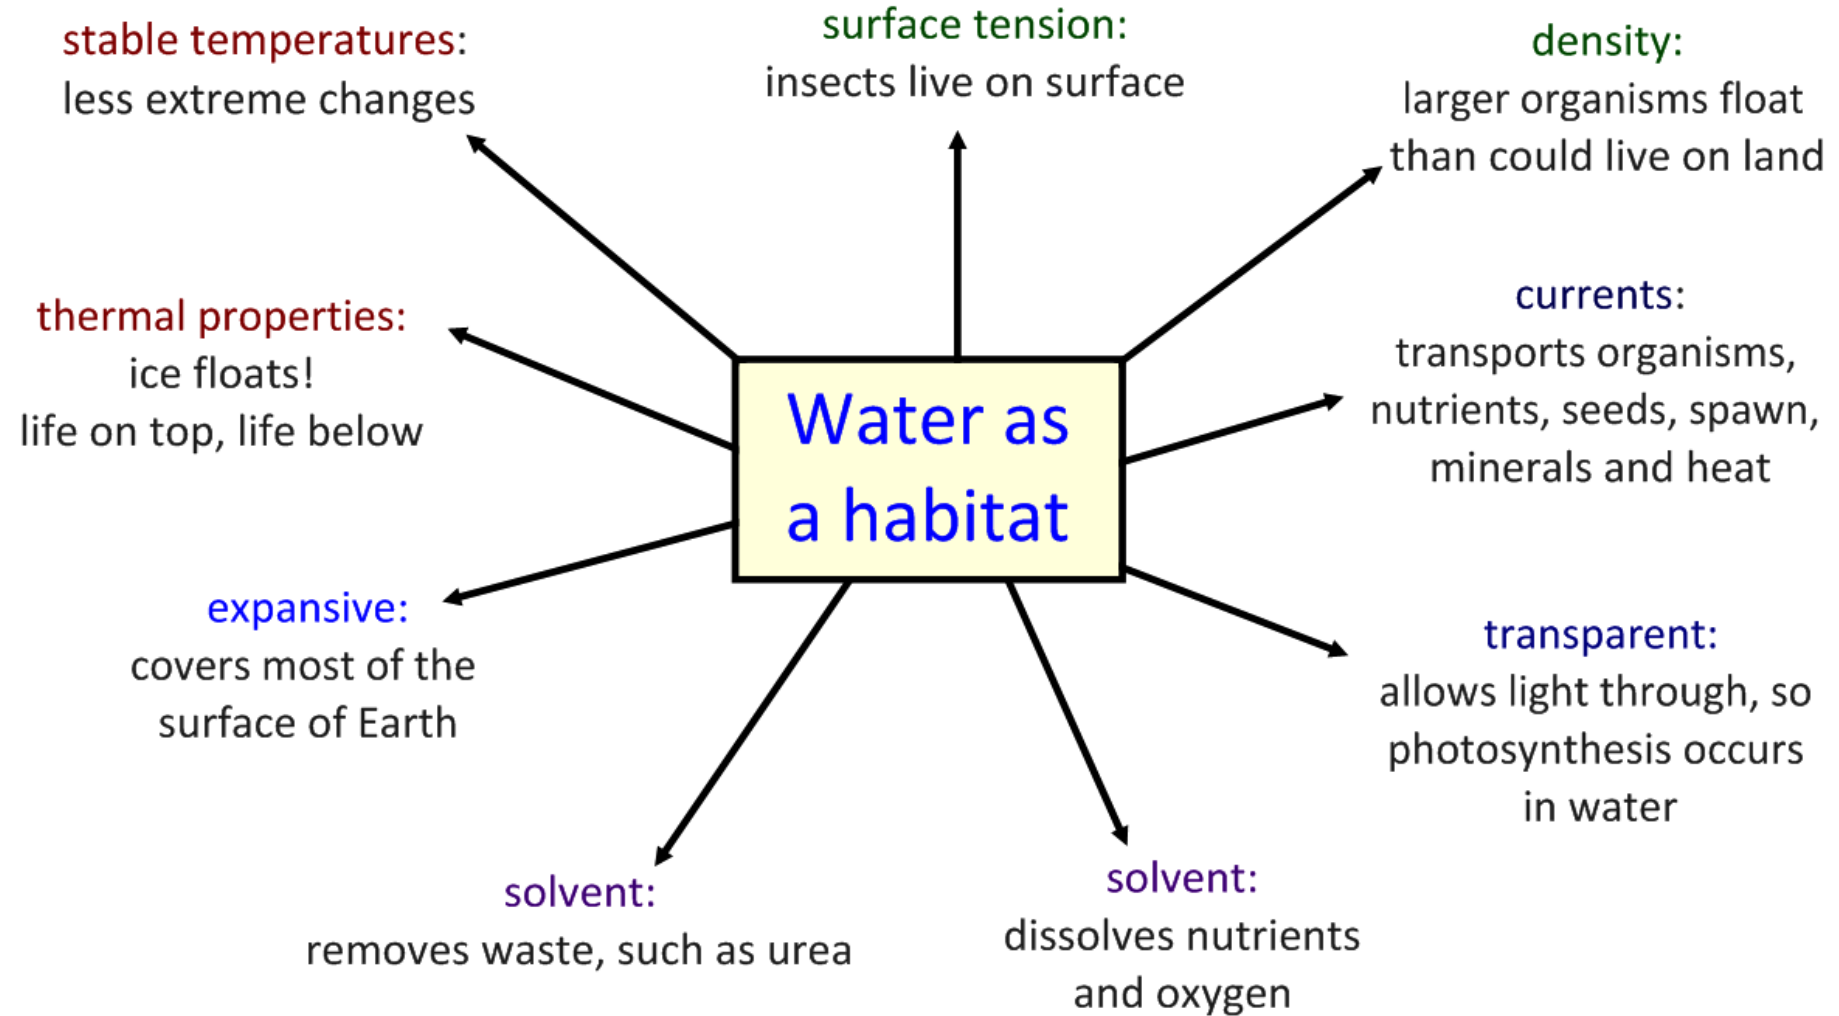 stable temperatures:
less extreme changes
surface tension:
insects live on surface
density:
larger organisms float
than could live on land
thermal properties:
ice floats!
life on top, life below
Water as
a habitat
currents:
transports organisms,
nutrients, seeds, spawn,
minerals and heat
expansive:
covers most of the
surface of Earth
transparent:
allows light through, so
photosynthesis occurs
in water
solvent:
removes waste, such as urea
solvent:
dissolves nutrients
and oxygen